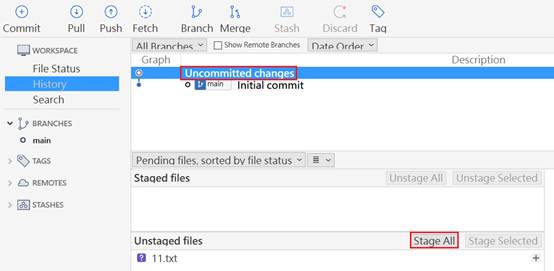 Commit Pull Push Fetch Branch Merge Stash Discard Tag
WORKSPACE
File Status
History
Search
BRANCHES
main
TAGS
REMOTES
STASHES
All Branches Show Remote Branches Date Order
Graph Description
Uncommitted changes
main Initial commit
Pending files, sorted by file status
Staged files Unstage All Unstage Selected
Unstaged files Stage All Stage Selected
11.txt